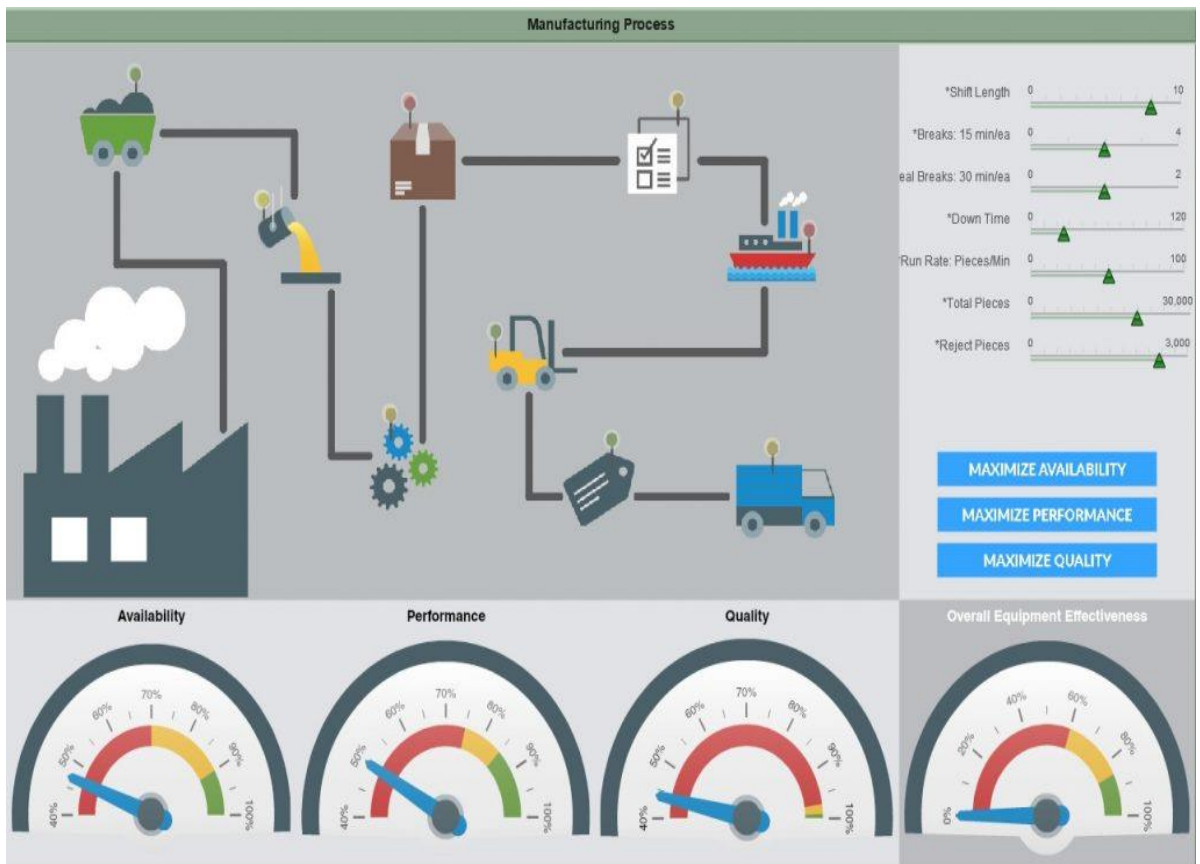 Manufacturing Process
*Shift Length 0 10
*Breaks: 15 min/ea 0 4
eal Breaks: 30 min/ea 0 2
*Down Time 0 120
*Run Rate: Pieces/Min 0 100
*Total Pieces 0 30,000
*Reject Pieces 0 3,000
MAXIMIZE AVAILABILITY
MAXIMIZE PERFORMANCE
MAXIMIZE QUALITY
Availability
40% 50% 60% 70% 80% 90% 100%
Performance
40% 50% 60% 70% 80% 90% 100%
Quality
40% 50% 60% 70% 80% 90% 100%
Overall Equipment Effectiveness
0% 20% 40% 60% 80% 100%